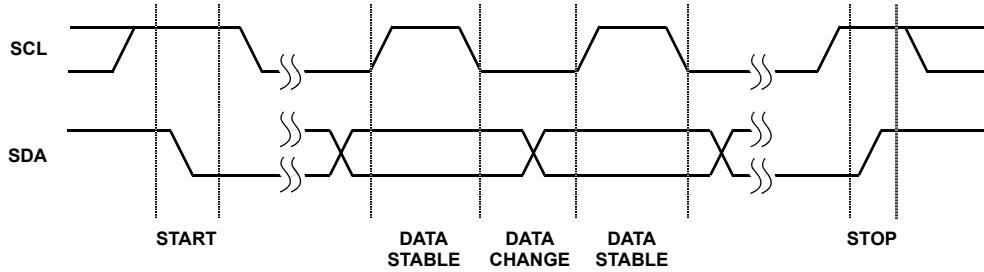 SCL
SDA
START
DATA
STABLE
DATA
CHANGE
DATA
STABLE
STOP